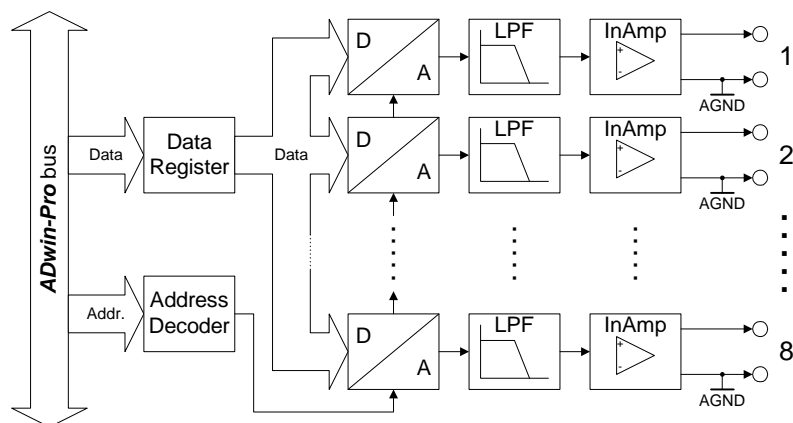 ADwin-Pro bus
Data
Data
Register
Data
Addr.
Address
Decoder
D
A
LPF
InAmp
+
-
AGND
1
D
A
LPF
InAmp
+
-
AGND
2
D
A
LPF
InAmp
+
-
AGND
8